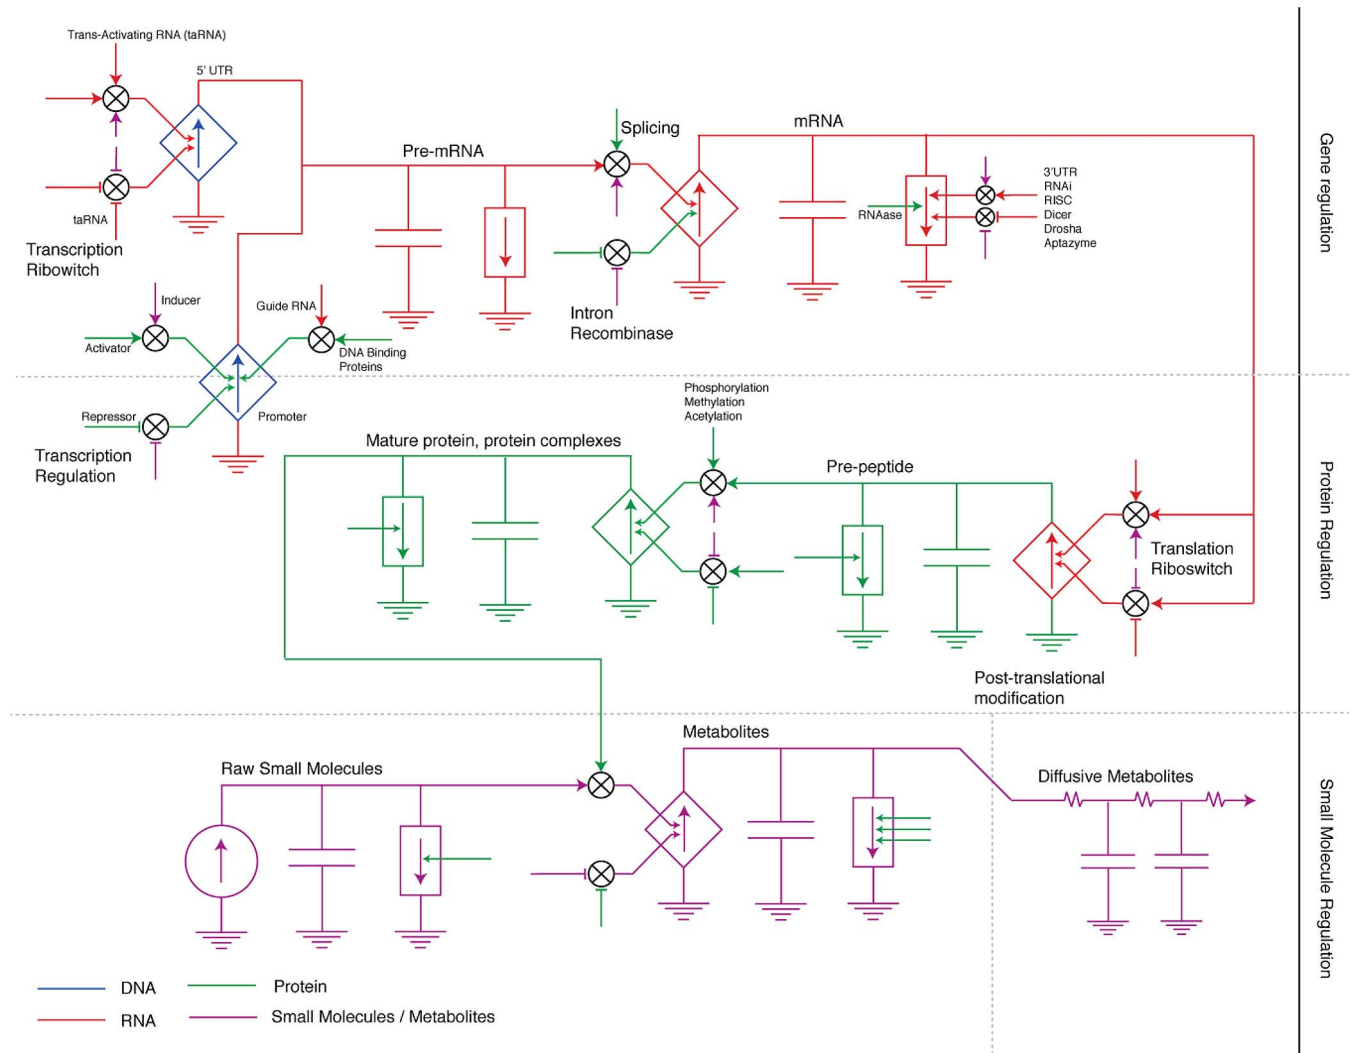 Trans-Activating RNA (taRNA)
5' UTR
taRNA
Transcription
Ribowitch
Pre-mRNA
Splicing
mRNA
Intron
Recombinase
RNAase
3'UTR
RNAi
RISC
Dicer
Drosha
Aptazyme
Gene regulation
Inducer
Activator
Guide RNA
DNA Binding
Proteins
Repressor
Promoter
Transcription
Regulation
Mature protein, protein complexes
Phosphorylation
Methylation
Acetylation
Pre-peptide
Translation
Riboswitch
Post-translational
modification
Protein Regulation
Raw Small Molecules
Metabolites
Diffusive Metabolites
Small Molecule Regulation
DNA
Protein
RNA
Small Molecules / Metabolites